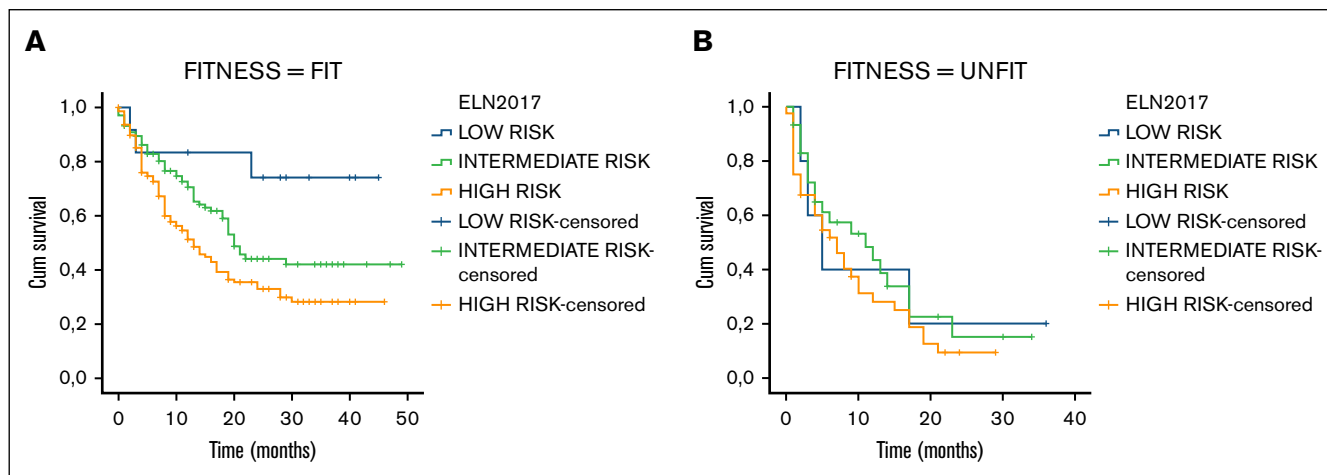 A
FITNESS = FIT
Cum survival
1,0
0,8
0,6
0,4
0,2
0,0
0 10 20 30 40 50
Time (months)
ELN2017
LOW RISK
INTERMEDIATE RISK
HIGH RISK
LOW RISK-censored
INTERMEDIATE RISK-
censored
HIGH RISK-censored
B
FITNESS = UNFIT
Cum survival
1,0
0,8
0,6
0,4
0,2
0,0
0 10 20 30 40
Time (months)
ELN2017
LOW RISK
INTERMEDIATE RISK
HIGH RISK
LOW RISK-censored
INTERMEDIATE RISK-
censored
HIGH RISK-censored